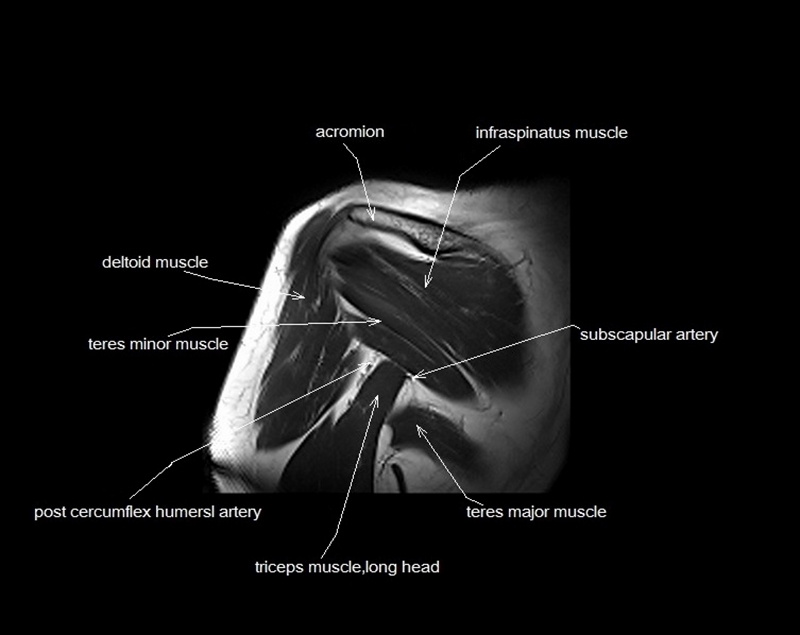 acromion
infraspinatus muscle
deltoid muscle
teres minor muscle
subscapular artery
post cercumflex humersl artery
teres major muscle
triceps muscle,long head